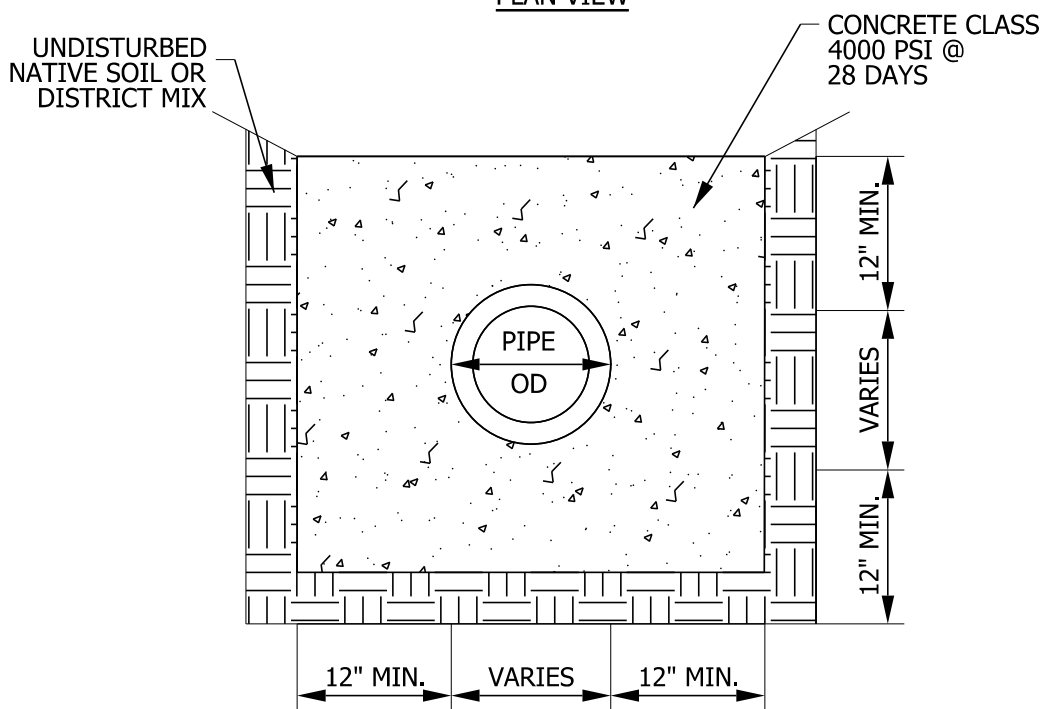 PLAN VIEW
UNDISTURBED
NATIVE SOIL OR
DISTRICT MIX
CONCRETE CLASS
4000 PSI @
28 DAYS
12" MIN.
VARIES
12" MIN.
PIPE
OD
12" MIN.
VARIES
12" MIN.